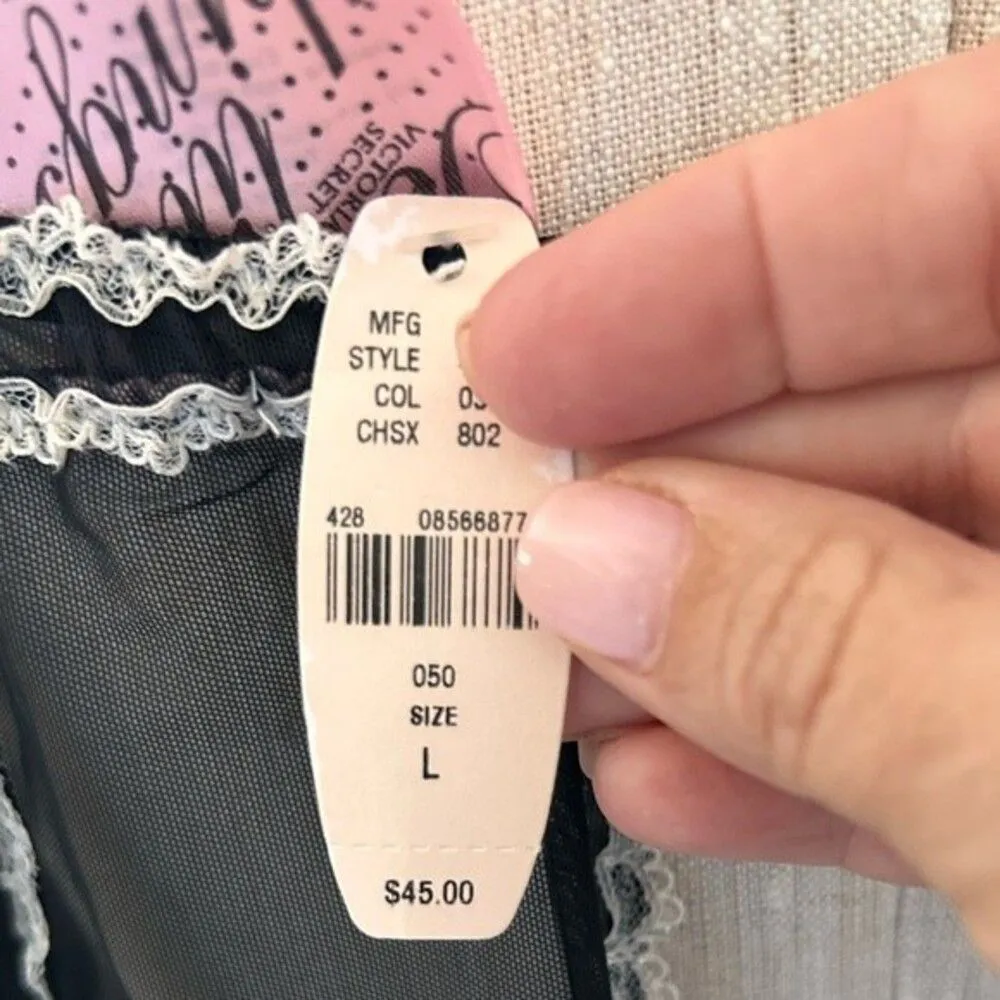 VICTORIA
SECRET
MFG
STYLE
COL
CHSX 802
428 08566877
050
SIZE
L
$45.00